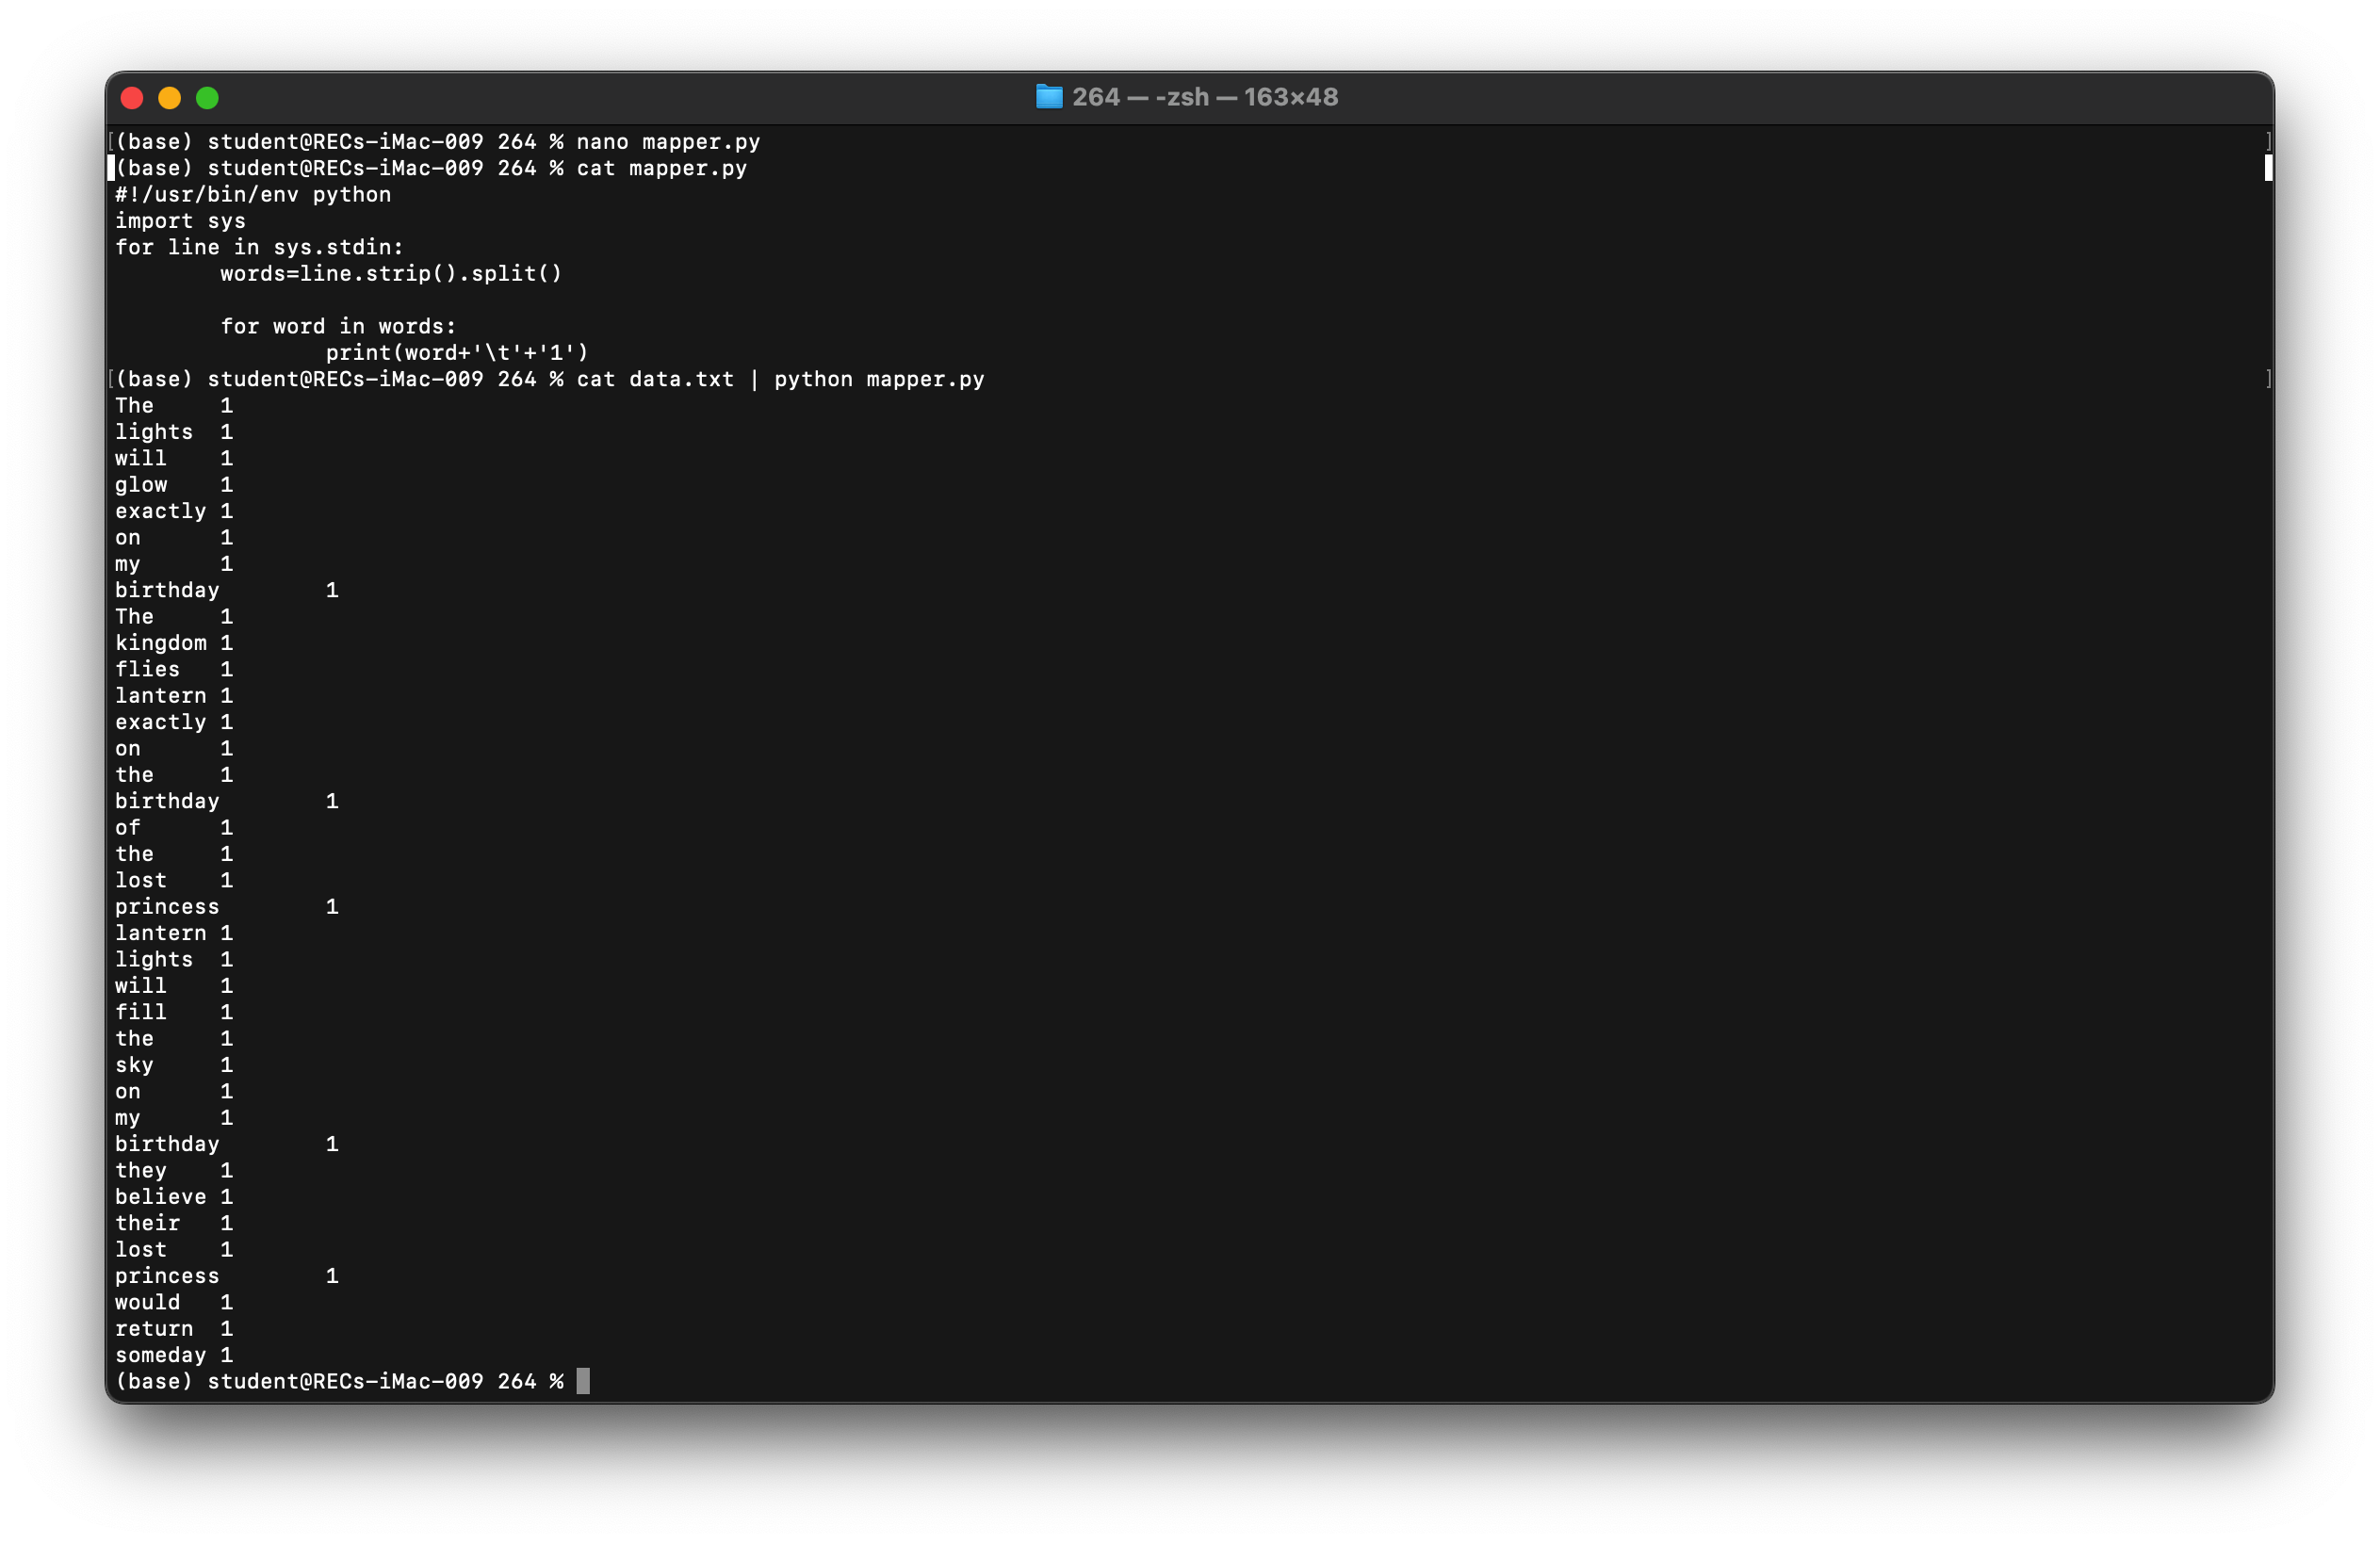 264 — -zsh — 163×48
[(base) student@RECs-iMac-009 264 % nano mapper.py ]
(base) student@RECs-iMac-009 264 % cat mapper.py
#!/usr/bin/env python
import sys
for line in sys.stdin:
        words=line.strip().split()
        for word in words:
                print(word+'\t'+'1')
[(base) student@RECs-iMac-009 264 % cat data.txt | python mapper.py ]
The     1
lights  1
will    1
glow    1
exactly 1
on      1
my      1
birthday        1
The     1
kingdom 1
flies   1
lantern 1
exactly 1
on      1
the     1
birthday        1
of      1
the     1
lost    1
princess        1
lantern 1
lights  1
will    1
fill    1
the     1
sky     1
on      1
my      1
birthday        1
they    1
believe 1
their   1
lost    1
princess        1
would   1
return  1
someday 1
(base) student@RECs-iMac-009 264 %